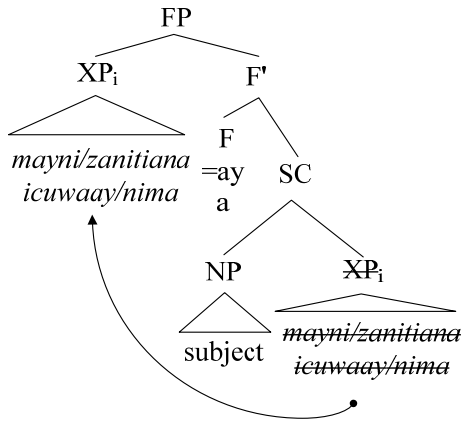 FP
XPᵢ F'
mayni/zanitiana
icuwaay/nima
F
=ay
a
SC
NP XPᵢ
subject
mayni/zanitiana
icuwaay/nima